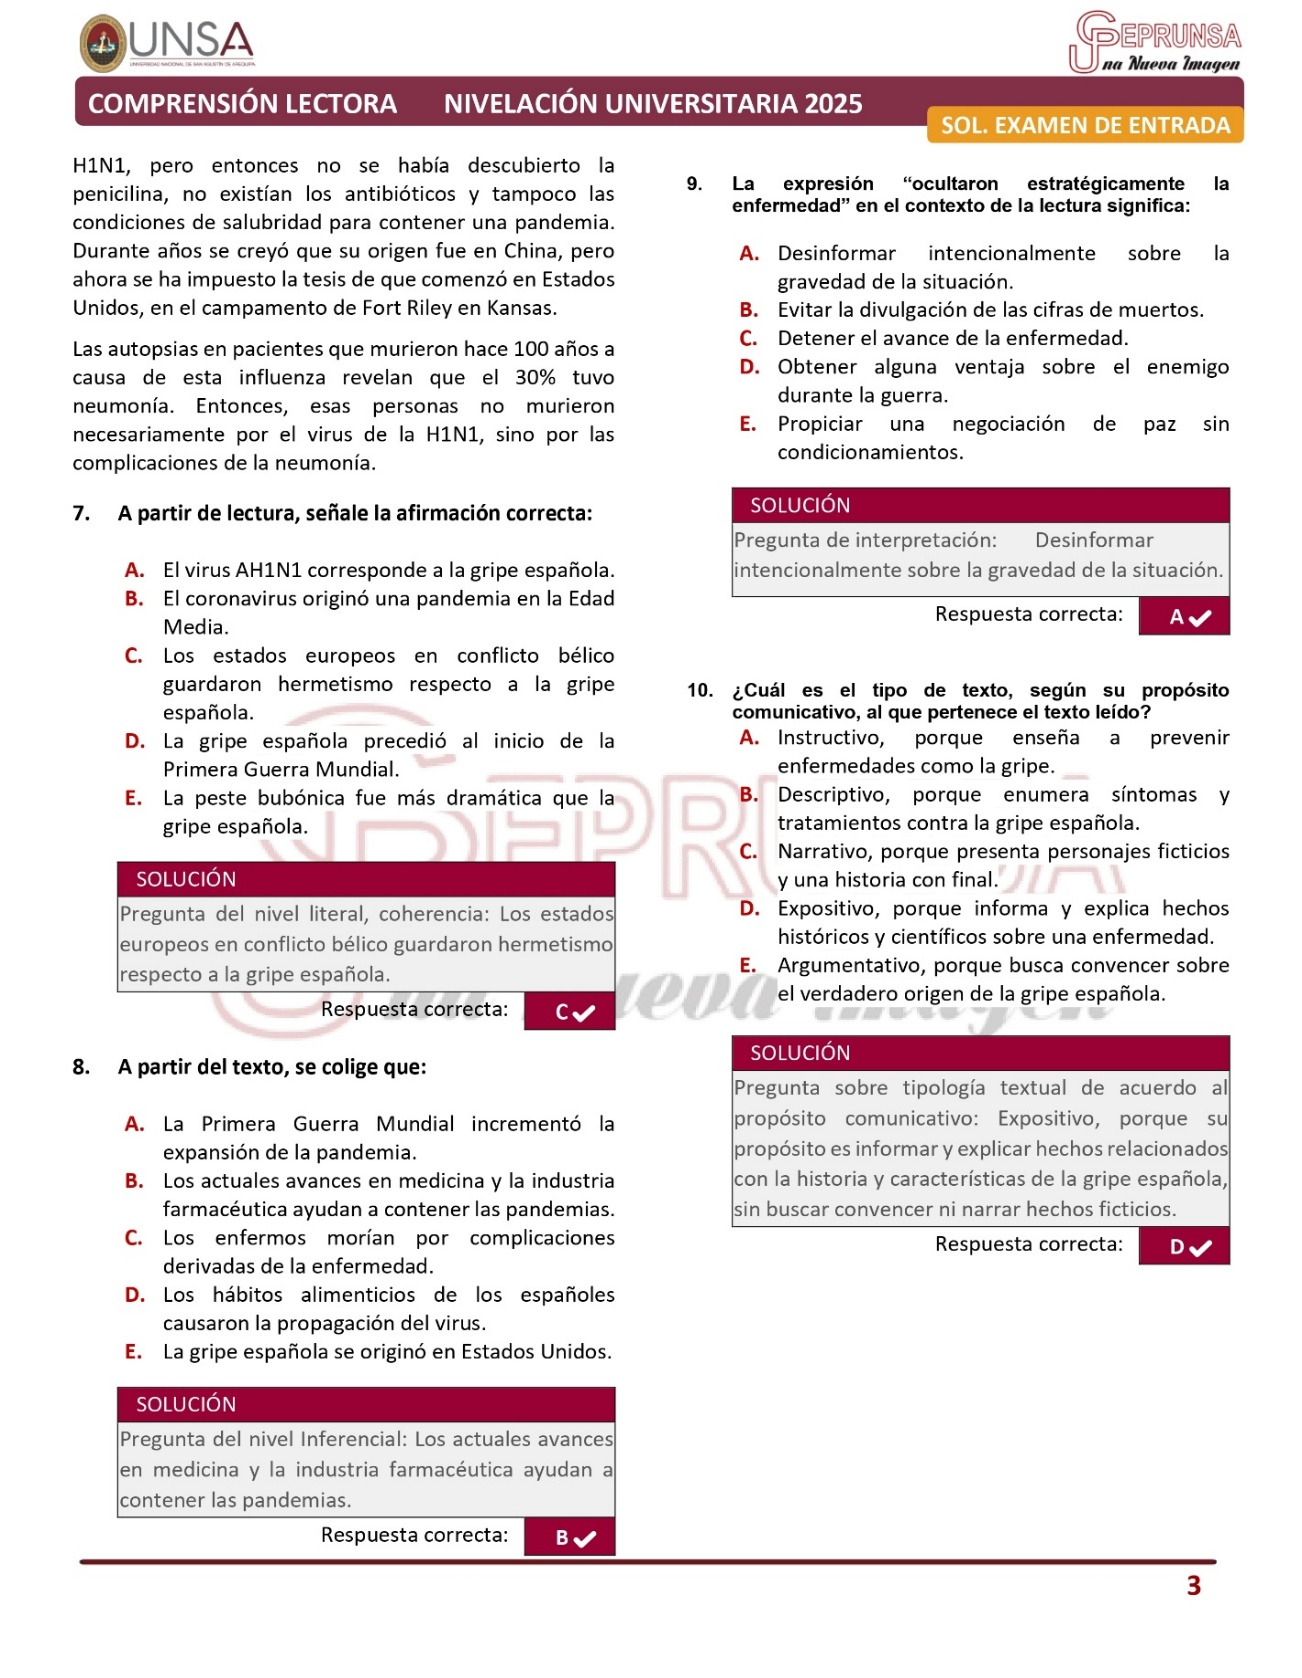 UNSA
UNIVERSIDAD NACIONAL DE SAN AGUSTÍN DE AREQUIPA
CEPRUNSA
Una Nueva Imagen
COMPRENSIÓN LECTORA NIVELACIÓN UNIVERSITARIA 2025
SOL. EXAMEN DE ENTRADA
H1N1, pero entonces no se había descubierto la
penicilina, no existían los antibióticos y tampoco las
condiciones de salubridad para contener una pandemia.
Durante años se creyó que su origen fue en China, pero
ahora se ha impuesto la tesis de que comenzó en Estados
Unidos, en el campamento de Fort Riley en Kansas.
Las autopsias en pacientes que murieron hace 100 años a
causa de esta influenza revelan que el 30% tuvo
neumonía. Entonces, esas personas no murieron
necesariamente por el virus de la H1N1, sino por las
complicaciones de la neumonía.
7. A partir de lectura, señale la afirmación correcta:
A. El virus AH1N1 corresponde a la gripe española.
B. El coronavirus originó una pandemia en la Edad
Media.
C. Los estados europeos en conflicto bélico
guardaron hermetismo respecto a la gripe
española.
D. La gripe española precedió al inicio de la
Primera Guerra Mundial.
E. La peste bubónica fue más dramática que la
gripe española.
SOLUCIÓN
Pregunta del nivel literal, coherencia: Los estados
europeos en conflicto bélico guardaron hermetismo
respecto a la gripe española.
Respuesta correcta: C
8. A partir del texto, se colige que:
A. La Primera Guerra Mundial incrementó la
expansión de la pandemia.
B. Los actuales avances en medicina y la industria
farmacéutica ayudan a contener las pandemias.
C. Los enfermos morían por complicaciones
derivadas de la enfermedad.
D. Los hábitos alimenticios de los españoles
causaron la propagación del virus.
E. La gripe española se originó en Estados Unidos.
SOLUCIÓN
Pregunta del nivel Inferencial: Los actuales avances
en medicina y la industria farmacéutica ayudan a
contener las pandemias.
Respuesta correcta: B
9. La expresión “ocultaron estratégicamente la
enfermedad” en el contexto de la lectura significa:
A. Desinformar intencionalmente sobre la
gravedad de la situación.
B. Evitar la divulgación de las cifras de muertos.
C. Detener el avance de la enfermedad.
D. Obtener alguna ventaja sobre el enemigo
durante la guerra.
E. Propiciar una negociación de paz sin
condicionamientos.
SOLUCIÓN
Pregunta de interpretación: Desinformar
intencionalmente sobre la gravedad de la situación.
Respuesta correcta: A
10. ¿Cuál es el tipo de texto, según su propósito
comunicativo, al que pertenece el texto leído?
A. Instructivo, porque enseña a prevenir
enfermedades como la gripe.
B. Descriptivo, porque enumera síntomas y
tratamientos contra la gripe española.
C. Narrativo, porque presenta personajes ficticios
y una historia con final.
D. Expositivo, porque informa y explica hechos
históricos y científicos sobre una enfermedad.
E. Argumentativo, porque busca convencer sobre
el verdadero origen de la gripe española.
SOLUCIÓN
Pregunta sobre tipología textual de acuerdo al
propósito comunicativo: Expositivo, porque su
propósito es informar y explicar hechos relacionados
con la historia y características de la gripe española,
sin buscar convencer ni narrar hechos ficticios.
Respuesta correcta: D
3